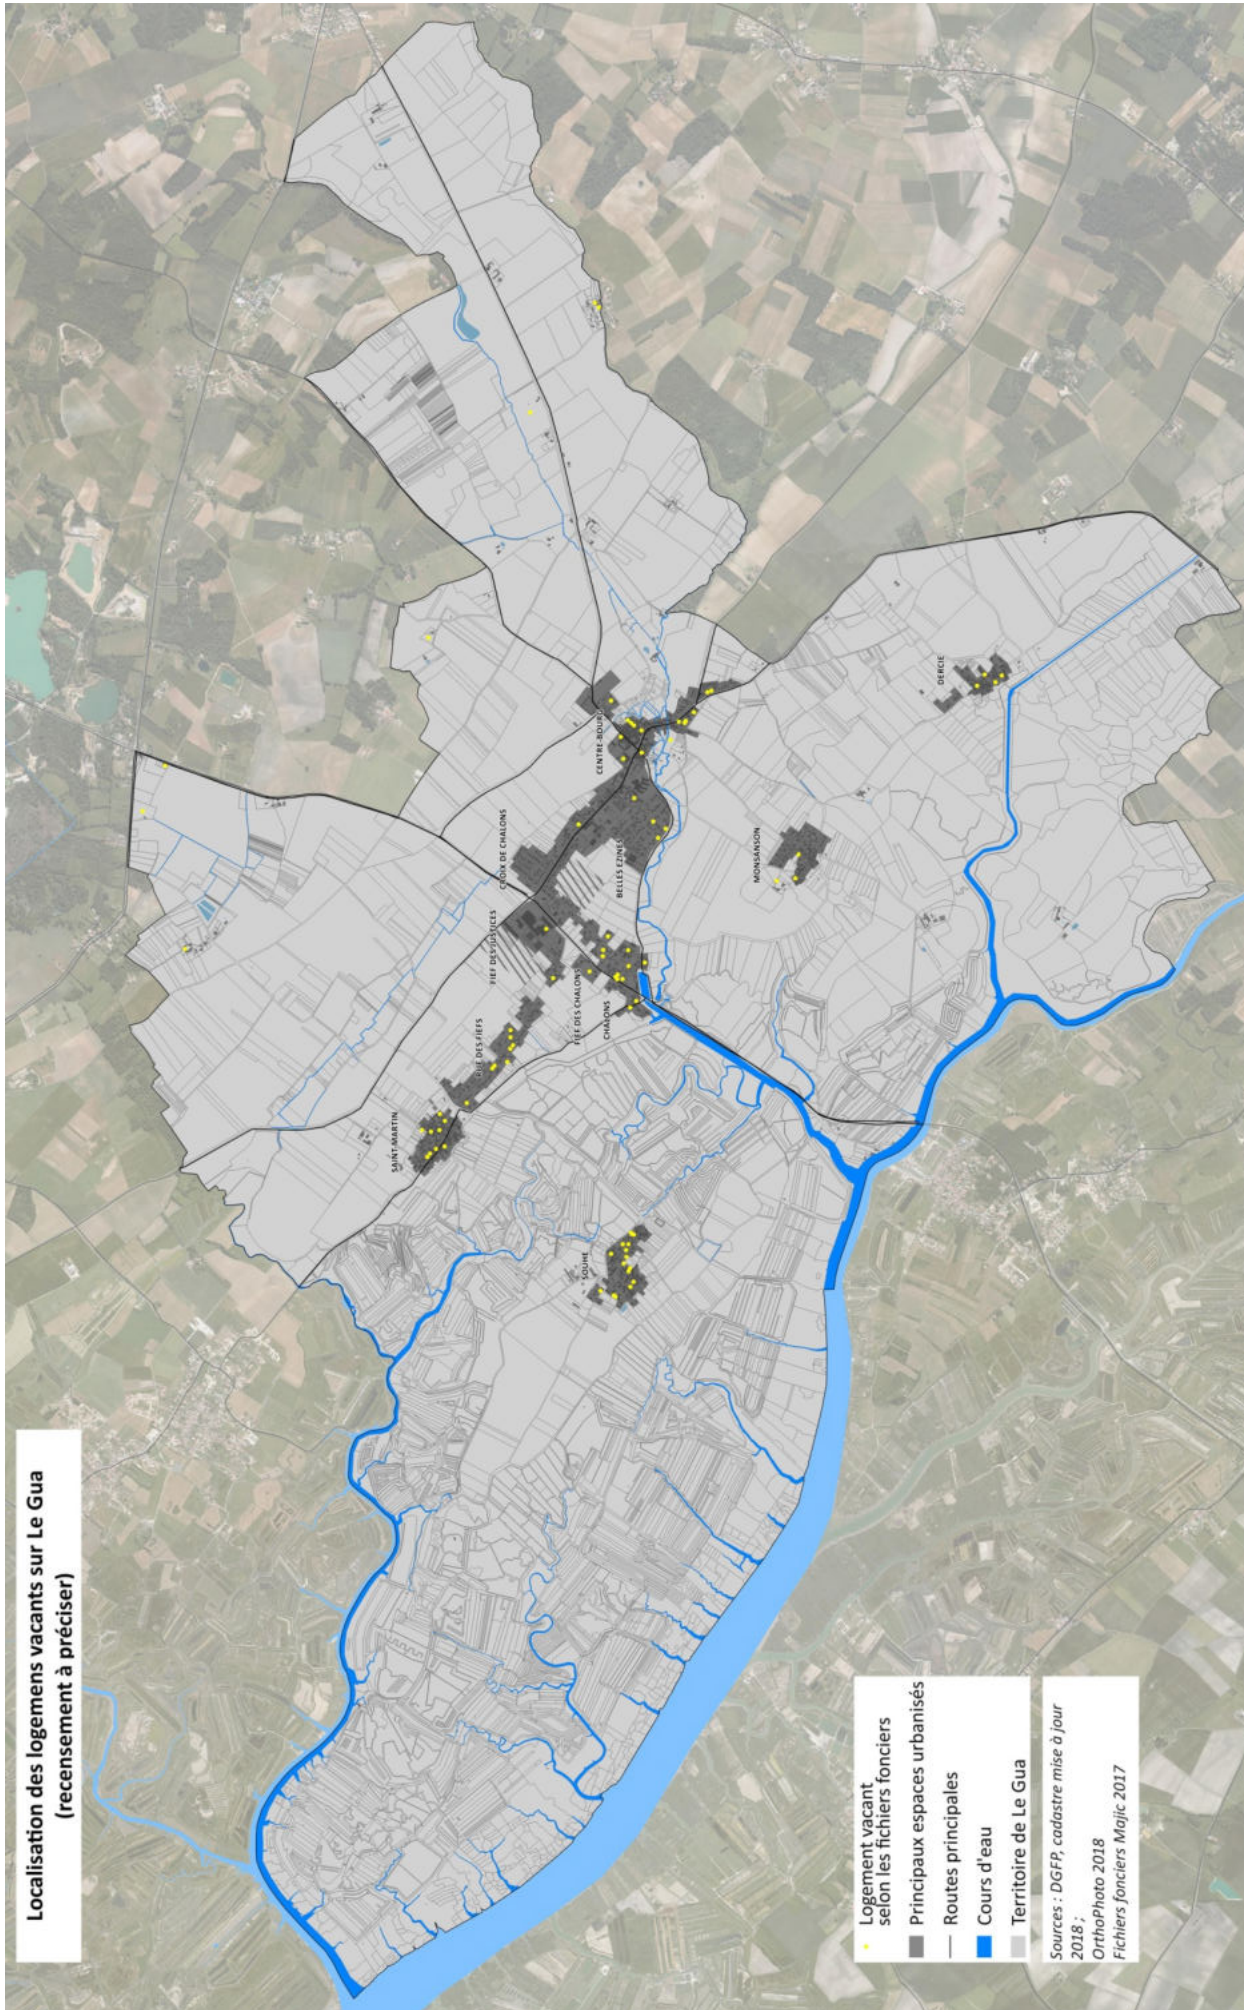 Localisation des logemens vacants sur Le Gua
(recensement à préciser)
SAINT-MARTIN
RUE DES FIEFS
FIEF DES JUSTICES
CROIX DE CHALONS
FIEF DES CHALONS
CHALONS
BELLES EZINES
CENTRE-BOURG
SOUHE
MONSANSON
DERCIE
Logement vacant
selon les fichiers fonciers
Principaux espaces urbanisés
Routes principales
Cours d'eau
Territoire de Le Gua
Sources : DGFP, cadastre mise à jour
2018 ;
OrthoPhoto 2018
Fichiers fonciers Majic 2017